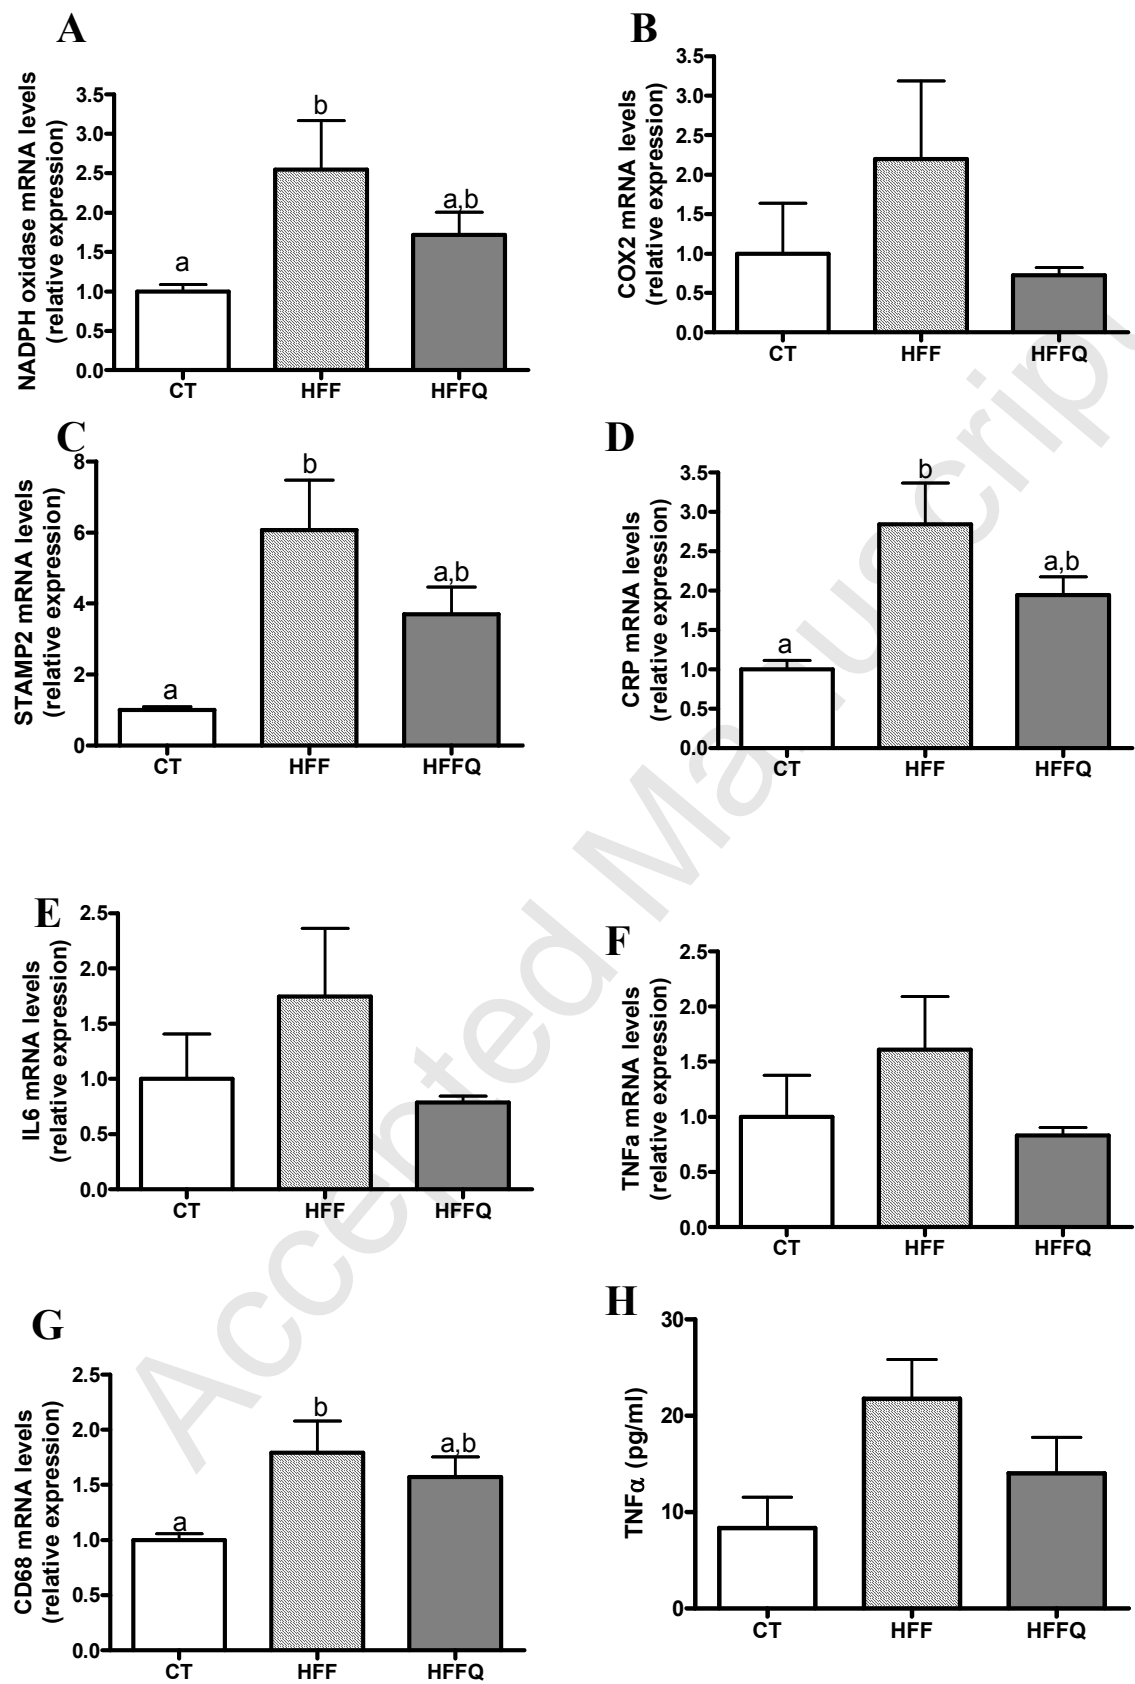 A
NADPH oxidase mRNA levels
(relative expression)
3.5
3.0
2.5
2.0
1.5
1.0
0.5
0.0
a
b
a,b
CT HFF HFFQ
B
COX2 mRNA levels
(relative expression)
3.5
3.0
2.5
2.0
1.5
1.0
0.5
0.0
CT HFF HFFQ
C
STAMP2 mRNA levels
(relative expression)
8
6
4
2
0
a
b
a,b
CT HFF HFFQ
D
CRP mRNA levels
(relative expression)
3.5
3.0
2.5
2.0
1.5
1.0
0.5
0.0
a
b
a,b
CT HFF HFFQ
E
IL6 mRNA levels
(relative expression)
2.5
2.0
1.5
1.0
0.5
0.0
CT HFF HFFQ
F
TNFa mRNA levels
(relative expression)
2.5
2.0
1.5
1.0
0.5
0.0
CT HFF HFFQ
G
CD68 mRNA levels
(relative expression)
2.5
2.0
1.5
1.0
0.5
0.0
a
b
a,b
CT HFF HFFQ
H
TNFα (pg/ml)
30
20
10
0
CT HFF HFFQ
Accepted Manuscript